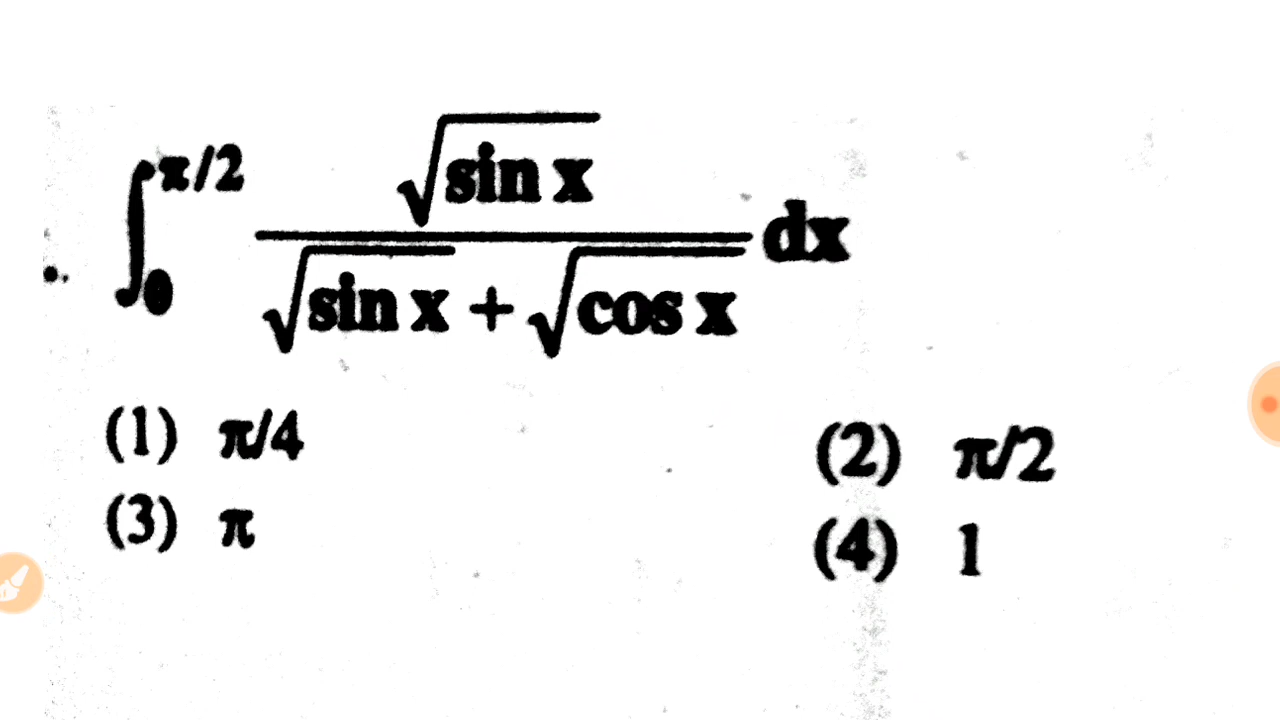 ∫₀^π/2 √sin x / (√sin x + √cos x) dx
(1) π/4 (2) π/2
(3) π (4) 1